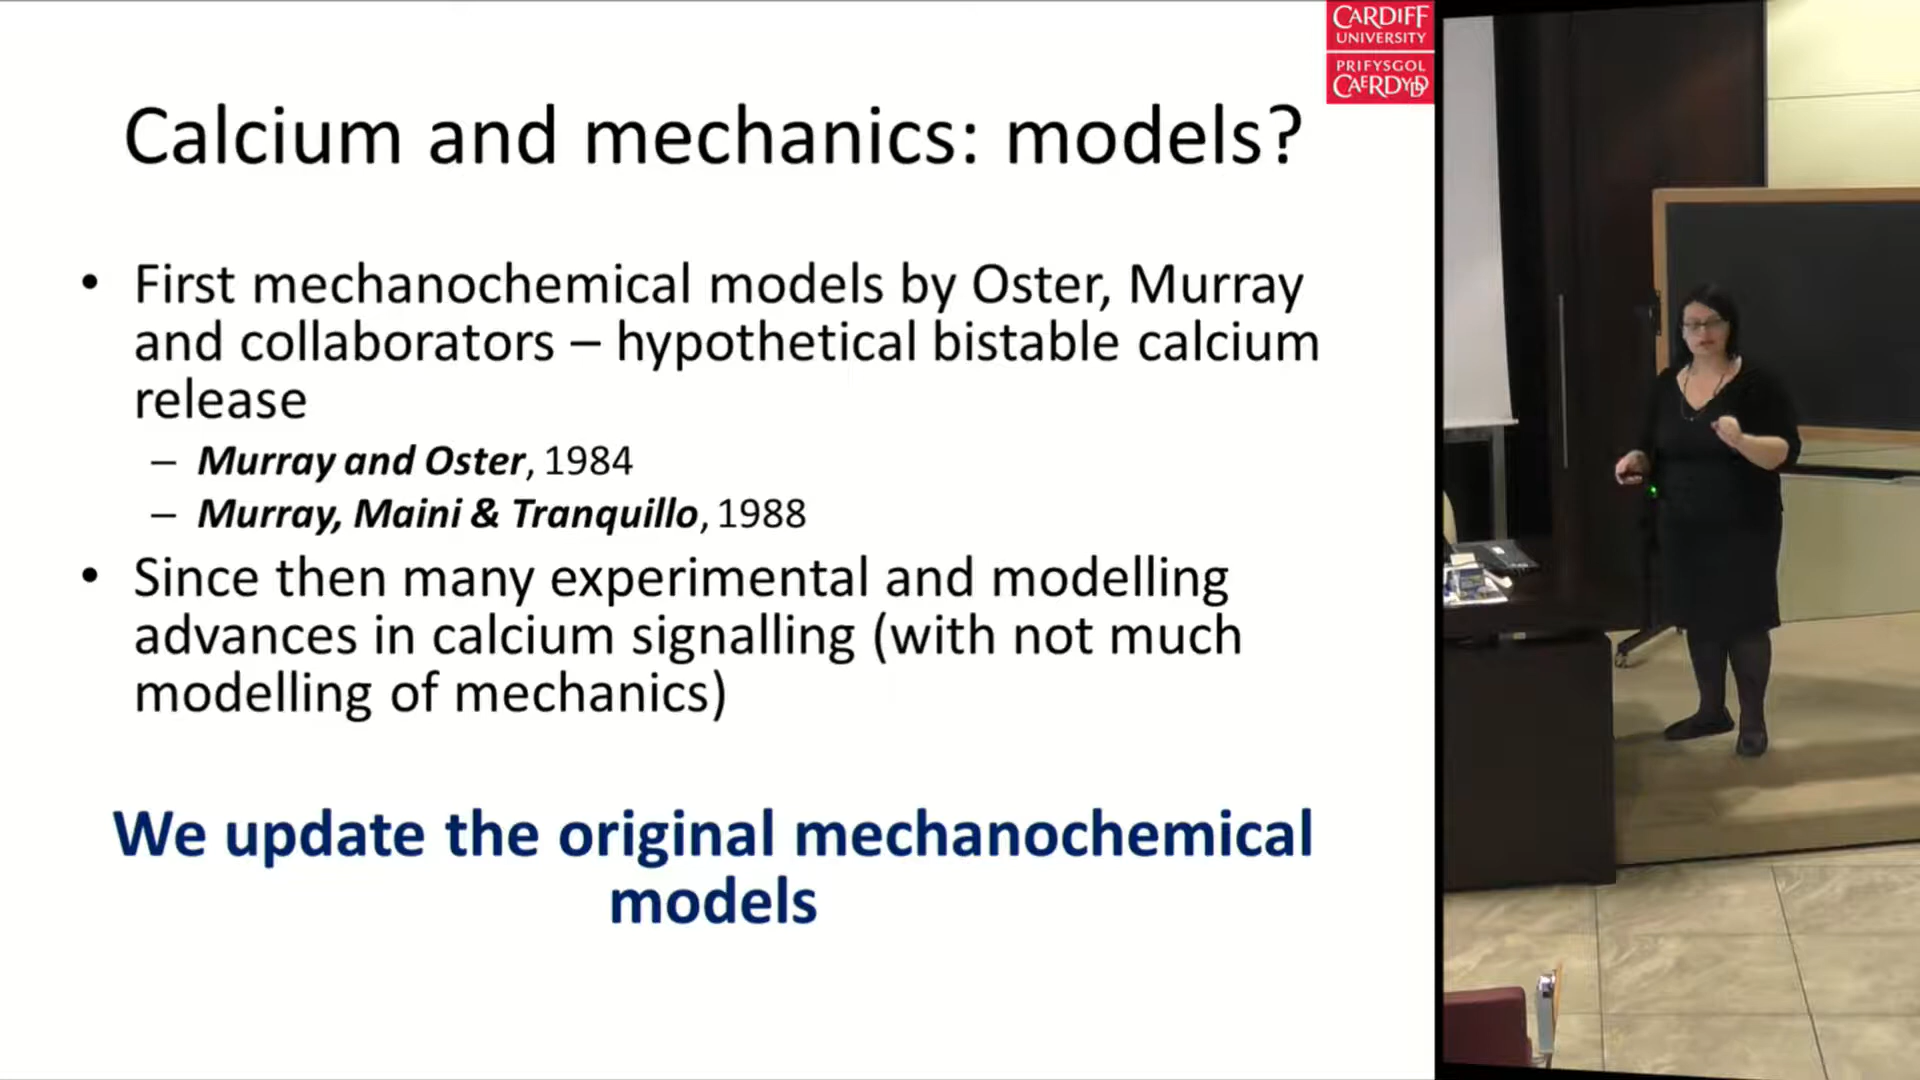 CARDIFF
UNIVERSITY
PRIFYSGOL
CAERDYDD
Calcium and mechanics: models?
• First mechanochemical models by Oster, Murray
and collaborators – hypothetical bistable calcium
release
– Murray and Oster, 1984
– Murray, Maini & Tranquillo, 1988
• Since then many experimental and modelling
advances in calcium signalling (with not much
modelling of mechanics)
We update the original mechanochemical
models